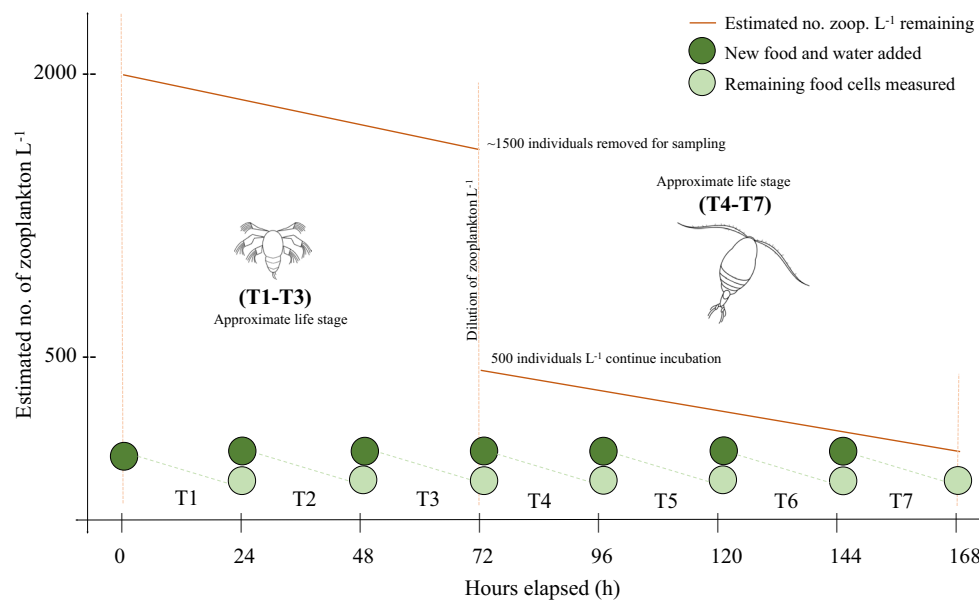 Estimated no. zoop. L⁻¹ remaining
New food and water added
Remaining food cells measured
2000
~1500 individuals removed for sampling
Approximate life stage
(T4-T7)
Estimated no. of zooplankton L⁻¹
Dilution of zooplankton L⁻¹
(T1-T3)
Approximate life stage
500
500 individuals L⁻¹ continue incubation
T1 T2 T3 T4 T5 T6 T7
0 24 48 72 96 120 144 168
Hours elapsed (h)